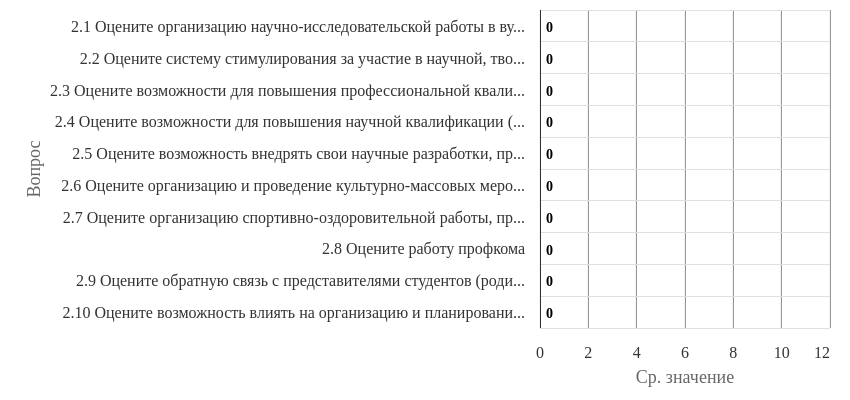 2.1 Оцените организацию научно-исследовательской работы в ву... 0
2.2 Оцените систему стимулирования за участие в научной, тво... 0
2.3 Оцените возможности для повышения профессиональной квали... 0
2.4 Оцените возможности для повышения научной квалификации (... 0
2.5 Оцените возможность внедрять свои научные разработки, пр... 0
2.6 Оцените организацию и проведение культурно-массовых меро... 0
2.7 Оцените организацию спортивно-оздоровительной работы, пр... 0
2.8 Оцените работу профкома 0
2.9 Оцените обратную связь с представителями студентов (роди... 0
2.10 Оцените возможность влиять на организацию и планировани... 0
Вопрос
0 2 4 6 8 10 12
Ср. значение